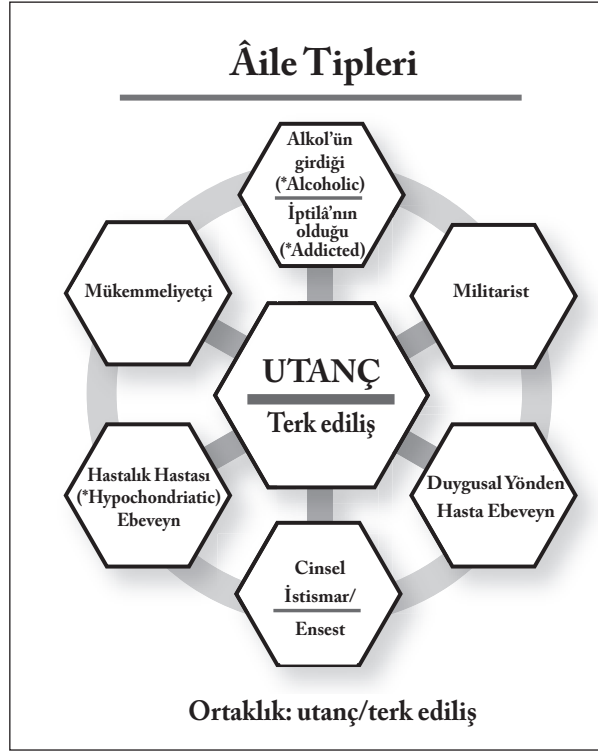 Âile Tipleri
Alkol'ün
girdiği
(*Alcoholic)
İptilâ'nın
olduğu
(*Addicted)
Mükemmeliyetçi
Militarist
UTANÇ
Terk ediliş
Hastalık Hastası
(*Hypochondriatic)
Ebeveyn
Duygusal Yönden
Hasta Ebeveyn
Cinsel
İstismar/
Ensest
Ortaklık: utanç/terk ediliş